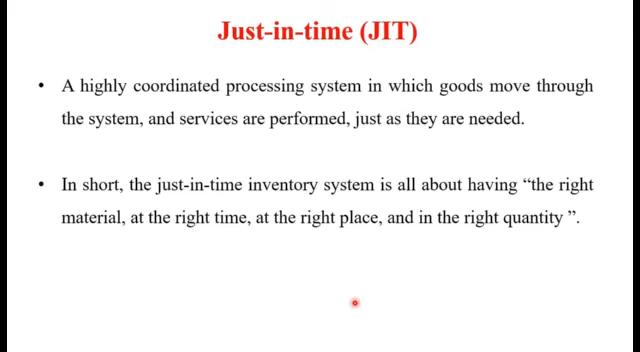 Just-in-time (JIT)
• A highly coordinated processing system in which goods move through
the system, and services are performed, just as they are needed.
• In short, the just-in-time inventory system is all about having “the right
material, at the right time, at the right place, and in the right quantity ”.